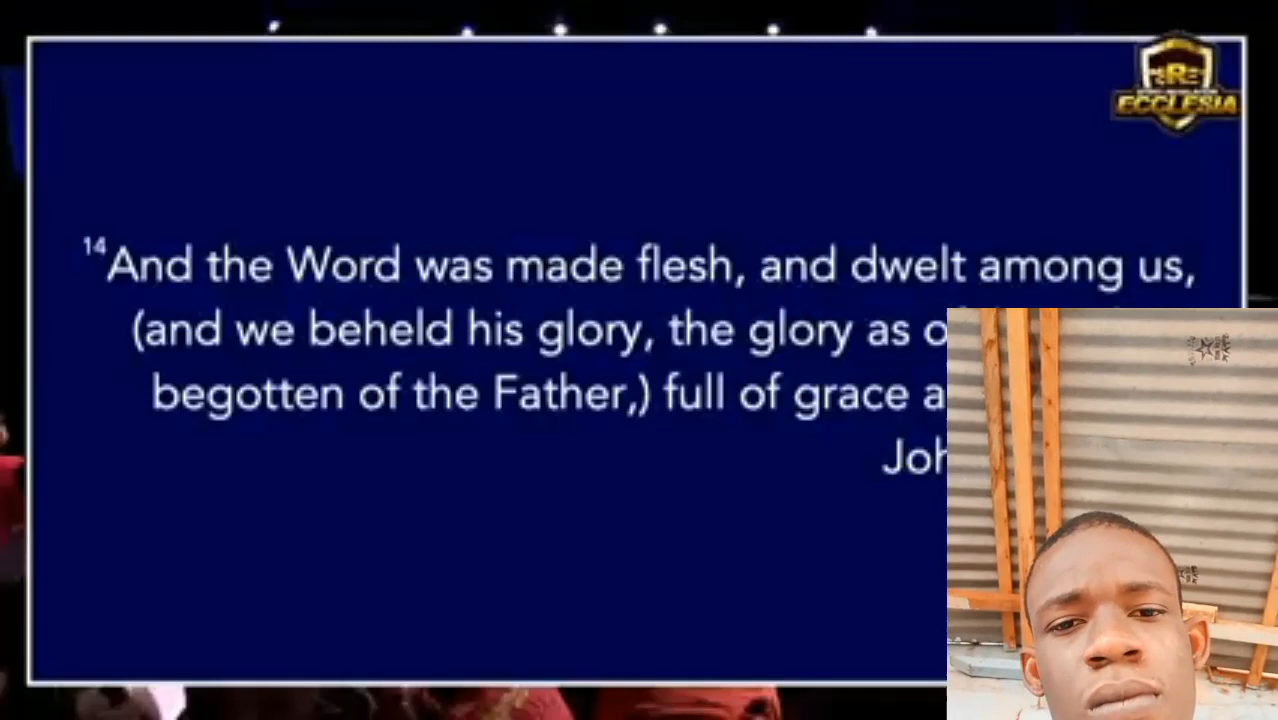 ECCLESIA
14And the Word was made flesh, and dwelt among us,
(and we beheld his glory, the glory as
begotten of the Father,) full of grace